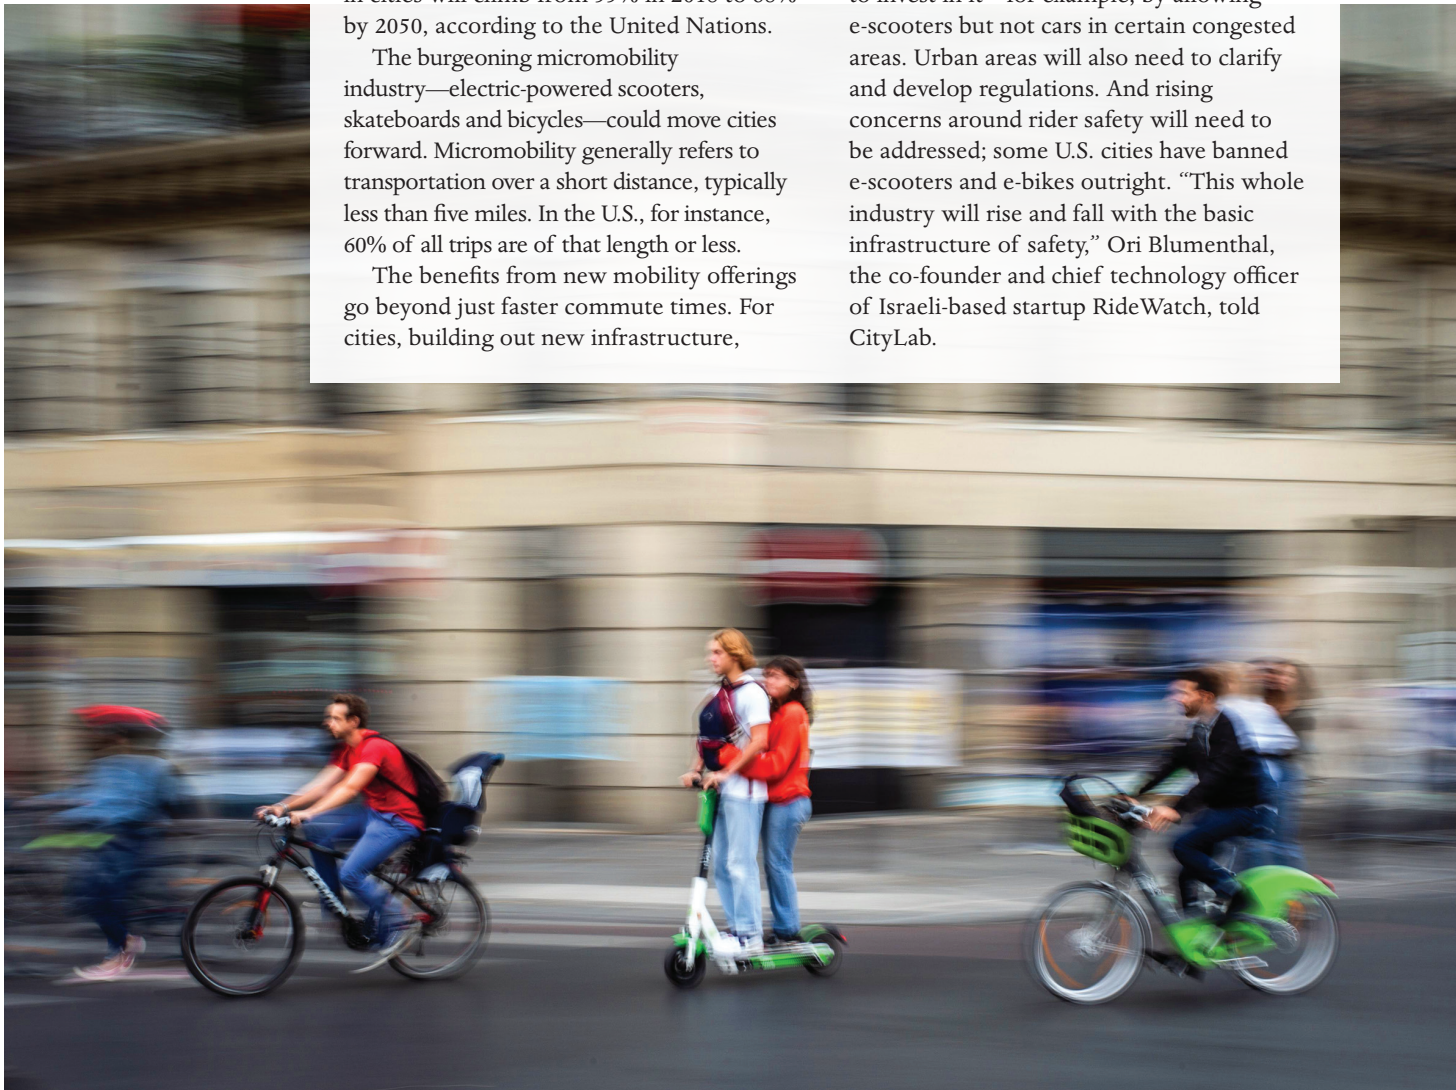 by 2050, according to the United Nations.
The burgeoning micromobility
industry—electric-powered scooters,
skateboards and bicycles—could move cities
forward. Micromobility generally refers to
transportation over a short distance, typically
less than five miles. In the U.S., for instance,
60% of all trips are of that length or less.
The benefits from new mobility offerings
go beyond just faster commute times. For
cities, building out new infrastructure,
e-scooters but not cars in certain congested
areas. Urban areas will also need to clarify
and develop regulations. And rising
concerns around rider safety will need to
be addressed; some U.S. cities have banned
e-scooters and e-bikes outright. “This whole
industry will rise and fall with the basic
infrastructure of safety,” Ori Blumenthal,
the co-founder and chief technology officer
of Israeli-based startup RideWatch, told
CityLab.